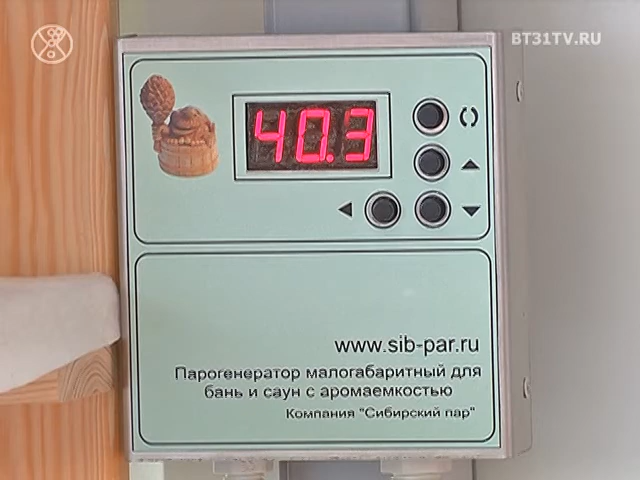 BT31TV.RU
40.3
www.sib-par.ru
Парогенератор малогабаритный для
бань и саун с аромаемкостью
Компания "Сибирский пар"